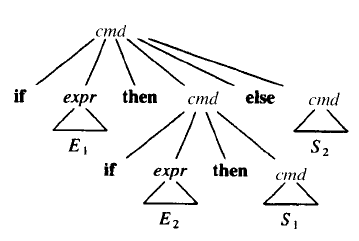 cmd
if expr then cmd else cmd
E₁ S₂
if expr then cmd
E₂ S₁